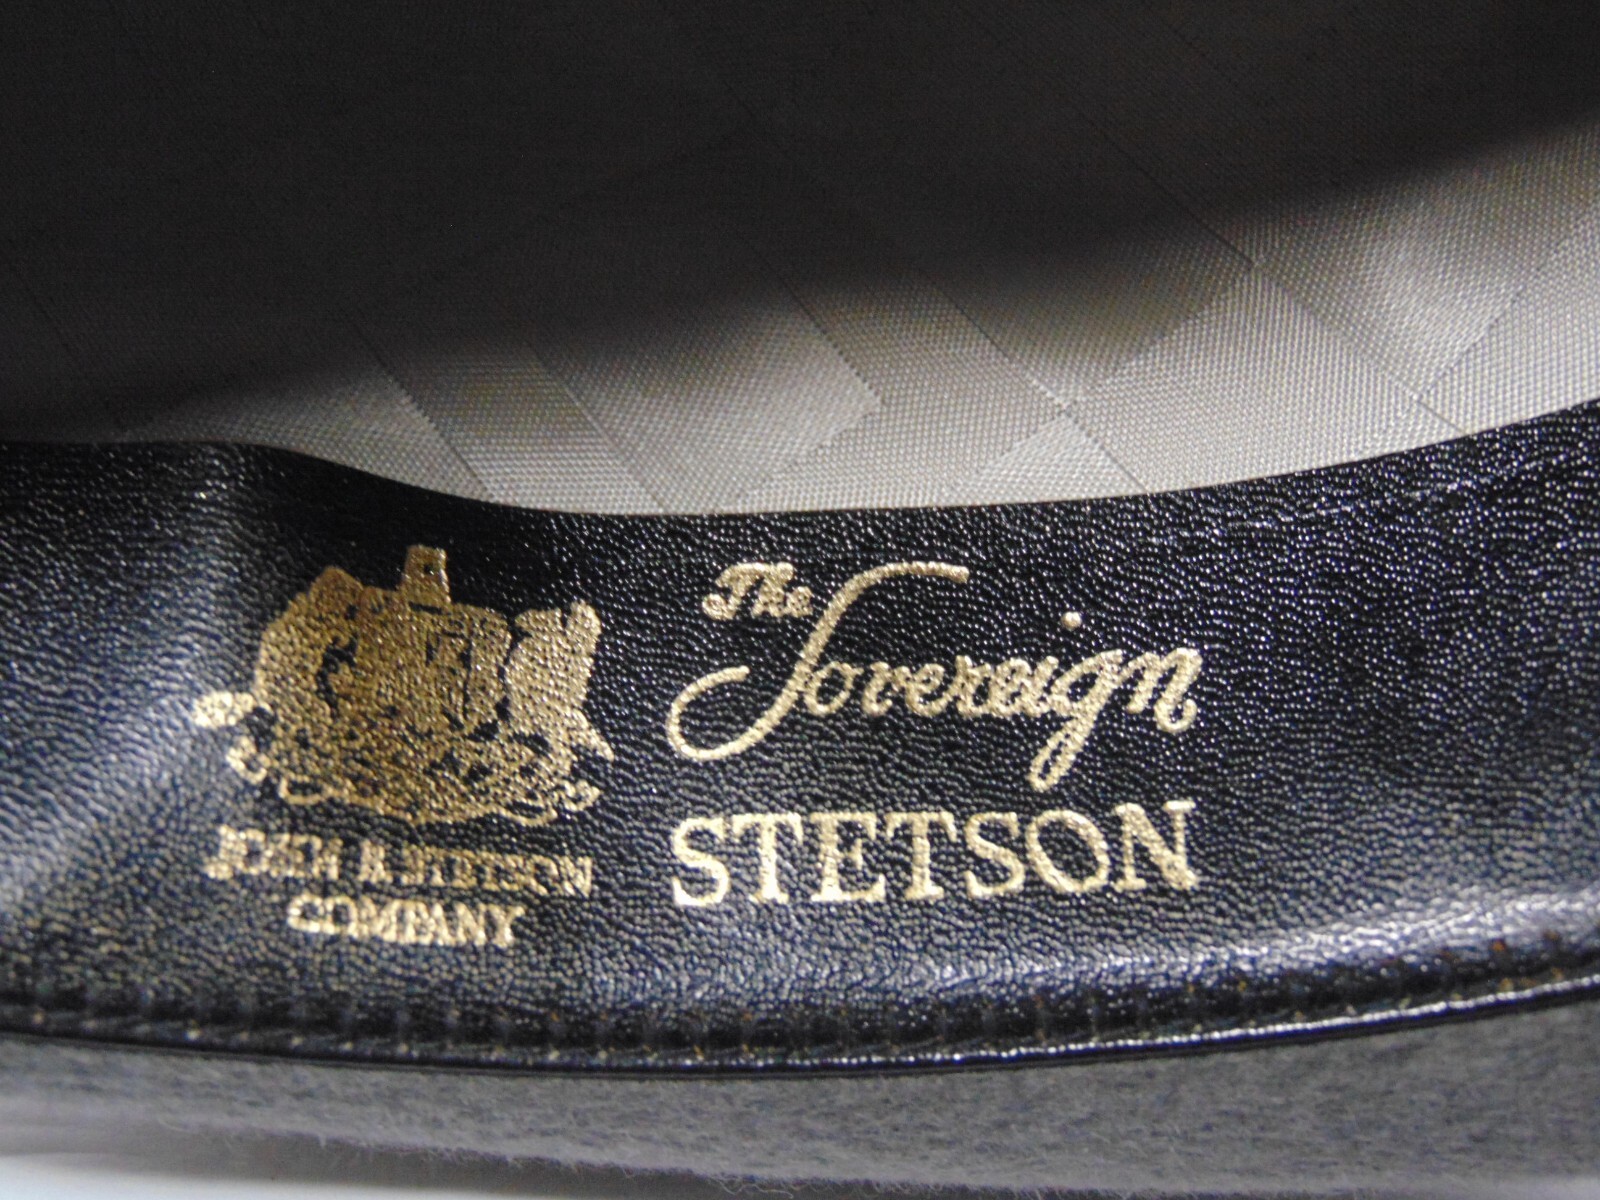 The Sovereign
STETSON
JOHN B. STETSON
COMPANY